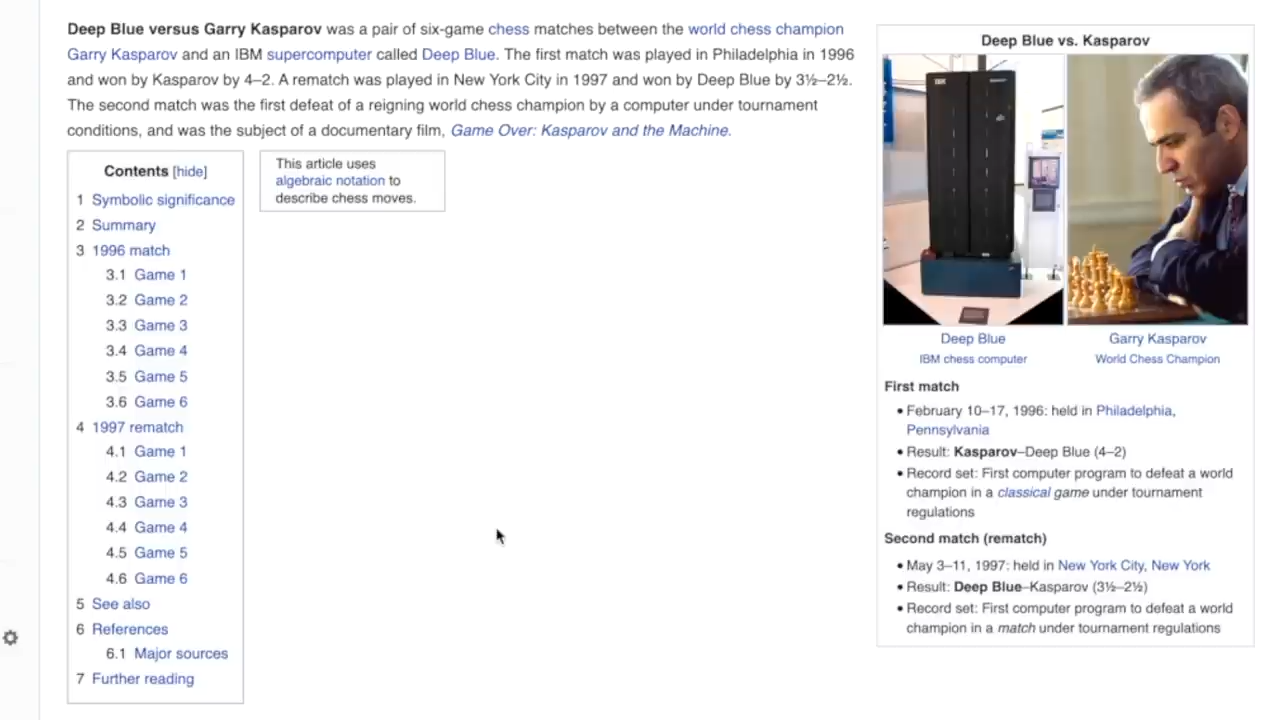 Deep Blue versus Garry Kasparov was a pair of six-game chess matches between the world chess champion
Garry Kasparov and an IBM supercomputer called Deep Blue. The first match was played in Philadelphia in 1996
and won by Kasparov by 4–2. A rematch was played in New York City in 1997 and won by Deep Blue by 3½–2½.
The second match was the first defeat of a reigning world chess champion by a computer under tournament
conditions, and was the subject of a documentary film, Game Over: Kasparov and the Machine.
Contents [hide]
1 Symbolic significance
2 Summary
3 1996 match
3.1 Game 1
3.2 Game 2
3.3 Game 3
3.4 Game 4
3.5 Game 5
3.6 Game 6
4 1997 rematch
4.1 Game 1
4.2 Game 2
4.3 Game 3
4.4 Game 4
4.5 Game 5
4.6 Game 6
5 See also
6 References
6.1 Major sources
7 Further reading
This article uses
algebraic notation to
describe chess moves.
Deep Blue vs. Kasparov
Deep Blue
IBM chess computer
Garry Kasparov
World Chess Champion
First match
• February 10–17, 1996: held in Philadelphia,
Pennsylvania
• Result: Kasparov–Deep Blue (4–2)
• Record set: First computer program to defeat a world
champion in a classical game under tournament
regulations
Second match (rematch)
• May 3–11, 1997: held in New York City, New York
• Result: Deep Blue–Kasparov (3½–2½)
• Record set: First computer program to defeat a world
champion in a match under tournament regulations